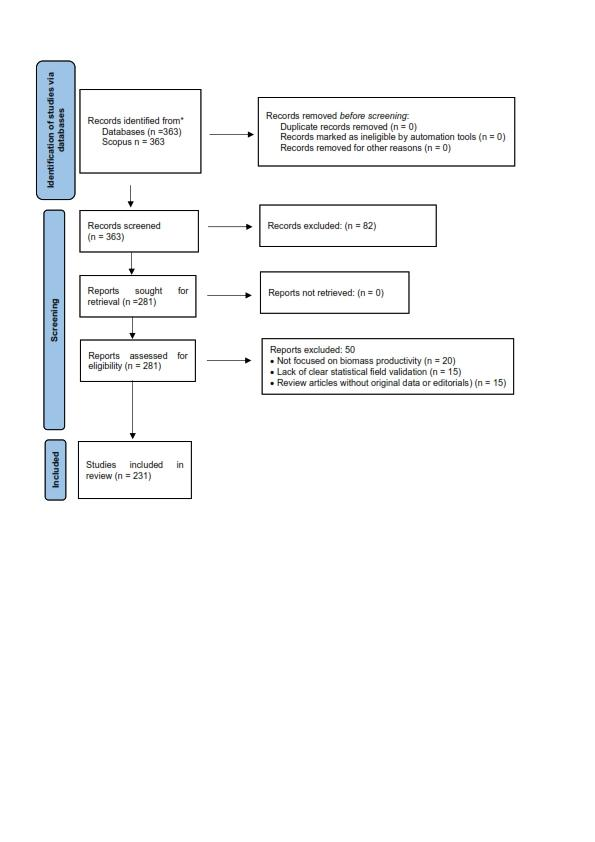 Identification of studies via
databases
Records identified from*
Databases (n =363)
Scopus n = 363
Records removed before screening:
Duplicate records removed (n = 0)
Records marked as ineligible by automation tools (n = 0)
Records removed for other reasons (n = 0)
Screening
Records screened
(n = 363)
Records excluded: (n = 82)
Reports sought for
retrieval (n =281)
Reports not retrieved: (n = 0)
Reports assessed for
eligibility (n = 281)
Reports excluded: 50
• Not focused on biomass productivity (n = 20)
• Lack of clear statistical field validation (n = 15)
• Review articles without original data or editorials) (n = 15)
Included
Studies included in
review (n = 231)